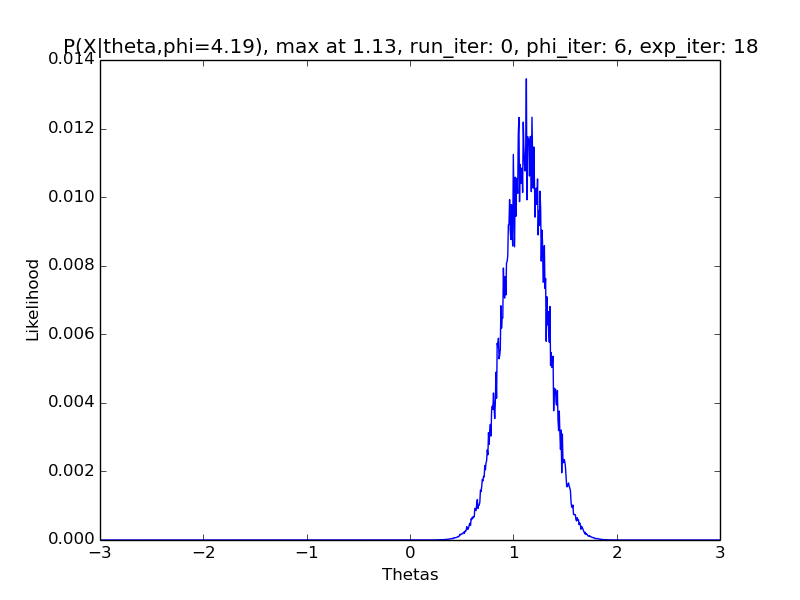 P(X|theta,phi=4.19), max at 1.13, run_iter: 0, phi_iter: 6, exp_iter: 18
0.014
0.012
0.010
0.008
0.006
0.004
0.002
0.000
Likelihood
−3 −2 −1 0 1 2 3
Thetas